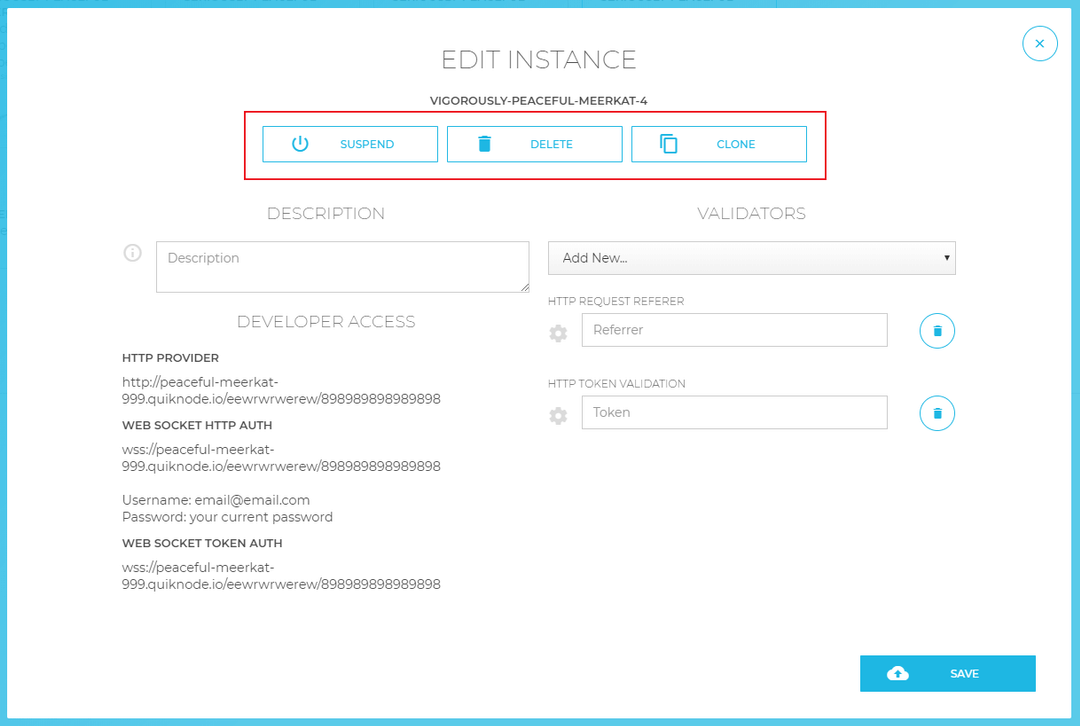 EDIT INSTANCE
VIGOROUSLY-PEACEFUL-MEERKAT-4
SUSPEND
DELETE
CLONE
DESCRIPTION
Description
DEVELOPER ACCESS
HTTP PROVIDER
http://peaceful-meerkat-
999.quiknode.io/eewrwrwerew/898989898989898
WEB SOCKET HTTP AUTH
wss://peaceful-meerkat-
999.quiknode.io/eewrwrwerew/898989898989898
Username: email@email.com
Password: your current password
WEB SOCKET TOKEN AUTH
wss://peaceful-meerkat-
999.quiknode.io/eewrwrwerew/898989898989898
VALIDATORS
Add New...
HTTP REQUEST REFERER
Referrer
HTTP TOKEN VALIDATION
Token
SAVE